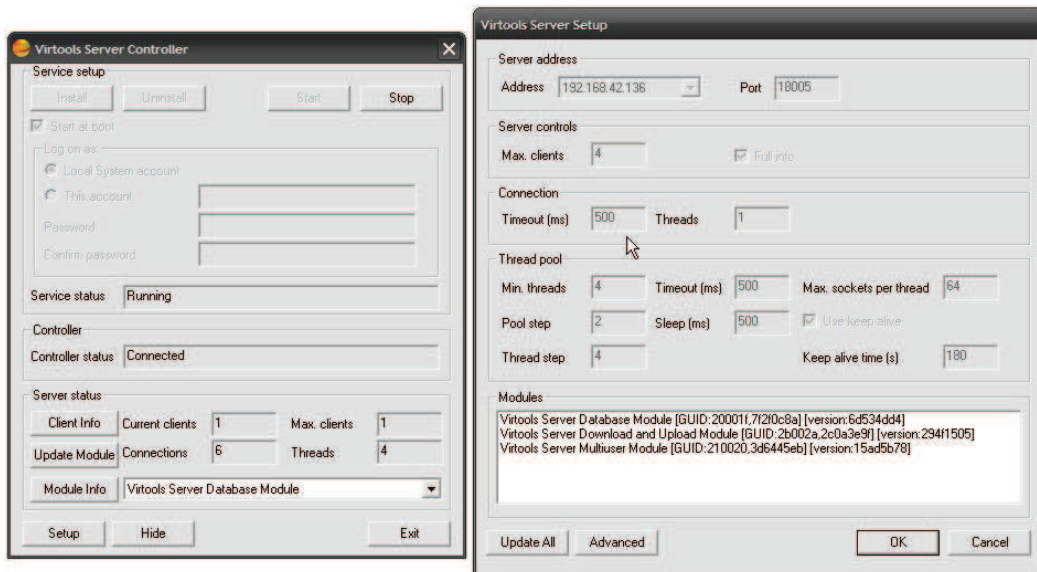 Virtools Server Controller
Service setup
Install Uninstall Start Stop
Start at boot
Log on as:
Local System account
This account
Password
Confirm password
Service status Running
Controller
Controller status Connected
Server status
Client Info Current clients 1 Max. clients 1
Update Module Connections 6 Threads 4
Module Info Virtools Server Database Module
Setup Hide Exit
Virtools Server Setup
Server address
Address 192.168.42.136 Port 18005
Server controls
Max. clients 4 Full info
Connection
Timeout (ms) 500 Threads 1
Thread pool
Min. threads 4 Timeout (ms) 500 Max. sockets per thread 64
Pool step 2 Sleep (ms) 500 Use keep alive
Thread step 4 Keep alive time (s) 180
Modules
Virtools Server Database Module [GUID:20001f,7f2f0c8a] [version:6d534dd4]
Virtools Server Download and Upload Module [GUID:2b002a,2c0a3e9f] [version:294f1505]
Virtools Server Multiuser Module [GUID:210020,3d6445eb] [version:15ad5b78]
Update All Advanced OK Cancel